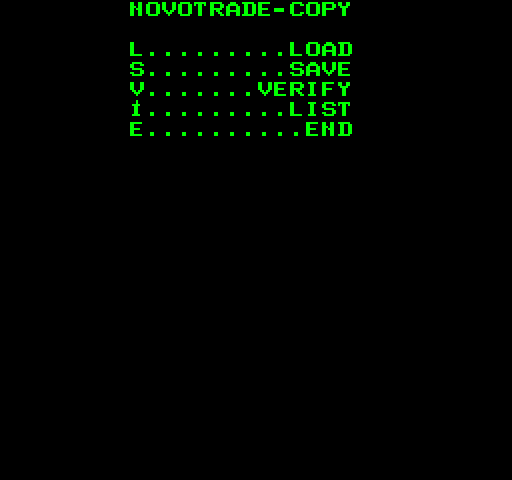 NOVOTRADE-COPY
L.........LOAD
S.........SAVE
V.......VERIFY
i.........LIST
E..........END